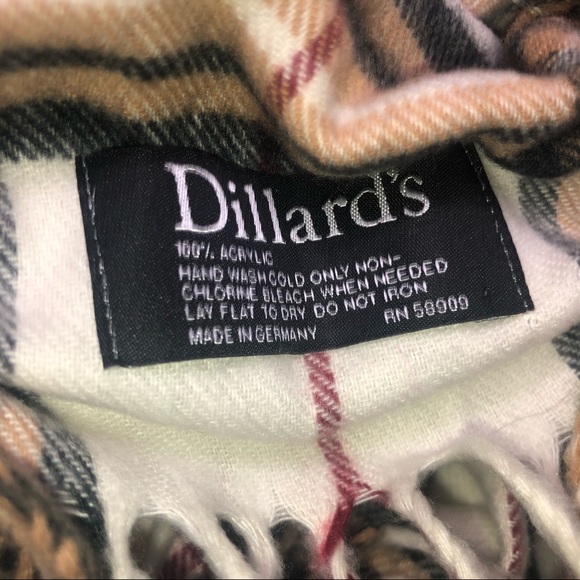 Dillard's
100% ACRYLIC
HAND WASH COLD ONLY NON-
CHLORINE BLEACH WHEN NEEDED
LAY FLAT TO DRY DO NOT IRON
MADE IN GERMANY RN 58909